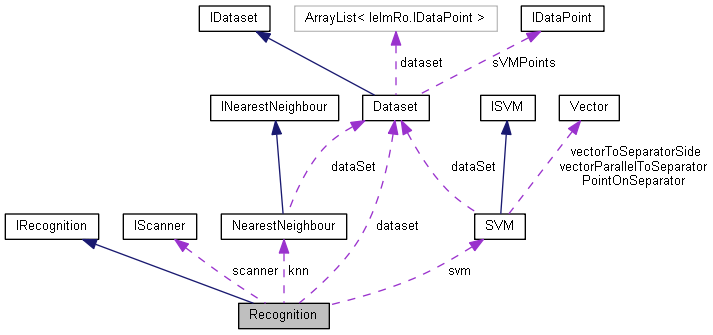 IDataset
ArrayList< lelmRo.IDataPoint >
IDataPoint
dataset
sVMPoints
INearestNeighbour
Dataset
ISVM
Vector
dataSet
dataSet
vectorToSeparatorSide
vectorParallelToSeparator
PointOnSeparator
IRecognition
IScanner
NearestNeighbour
dataset
SVM
scanner
knn
svm
Recognition